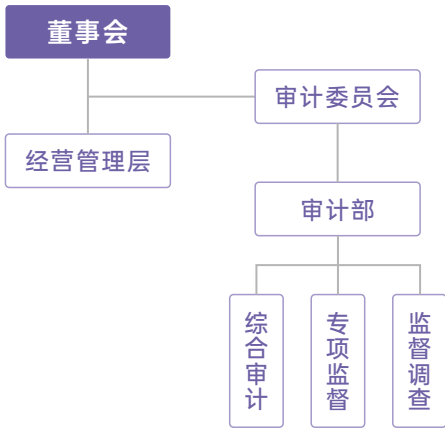 董事会
审计委员会
经营管理层
审计部
综合审计
专项监督
监督调查